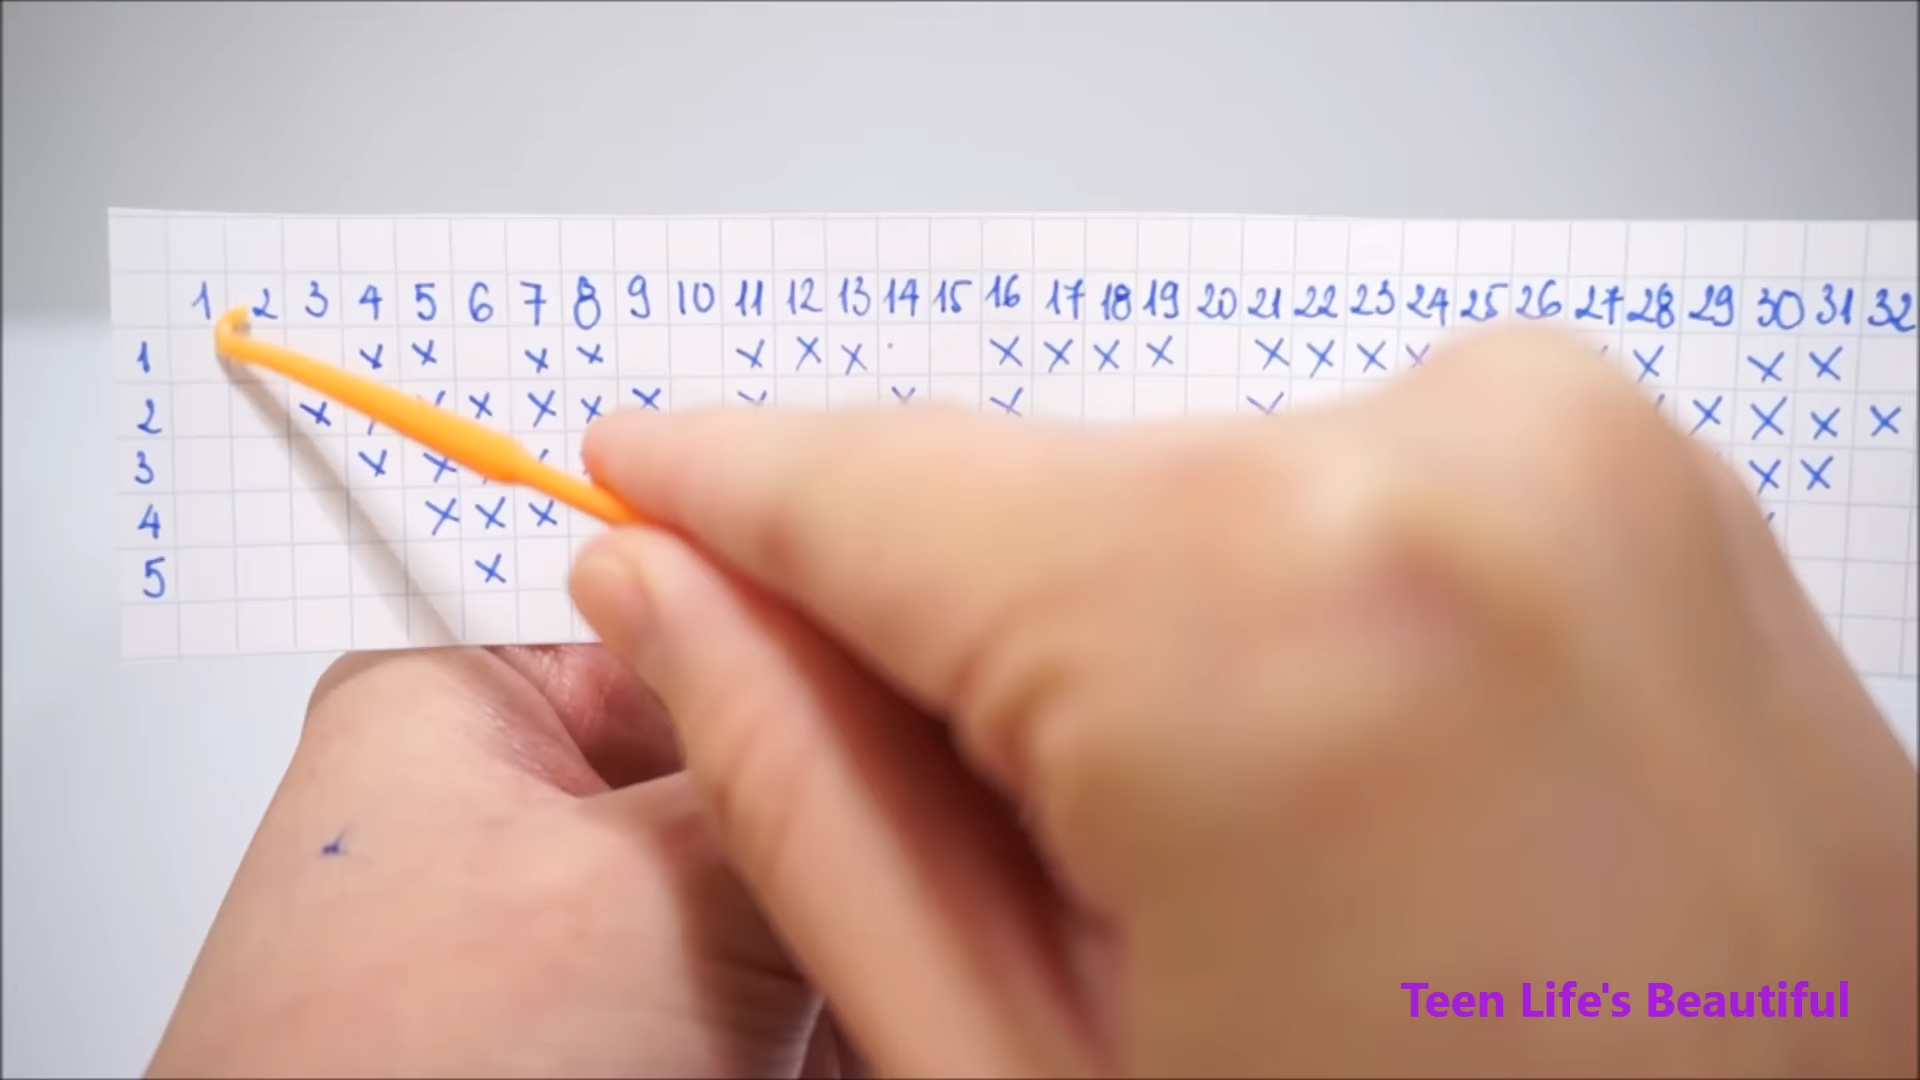 1 2 3 4 5 6 7 8 9 10 11 12 13 14 15 16 17 18 19 20 21 22 23 24 25 26 27 28 29 30 31 32
1 x x x x x x x x x x x x x x x x x x
2 x x x x x x x x x x x x x x
3 x x x x
4 x x x
5 x
Teen Life's Beautiful